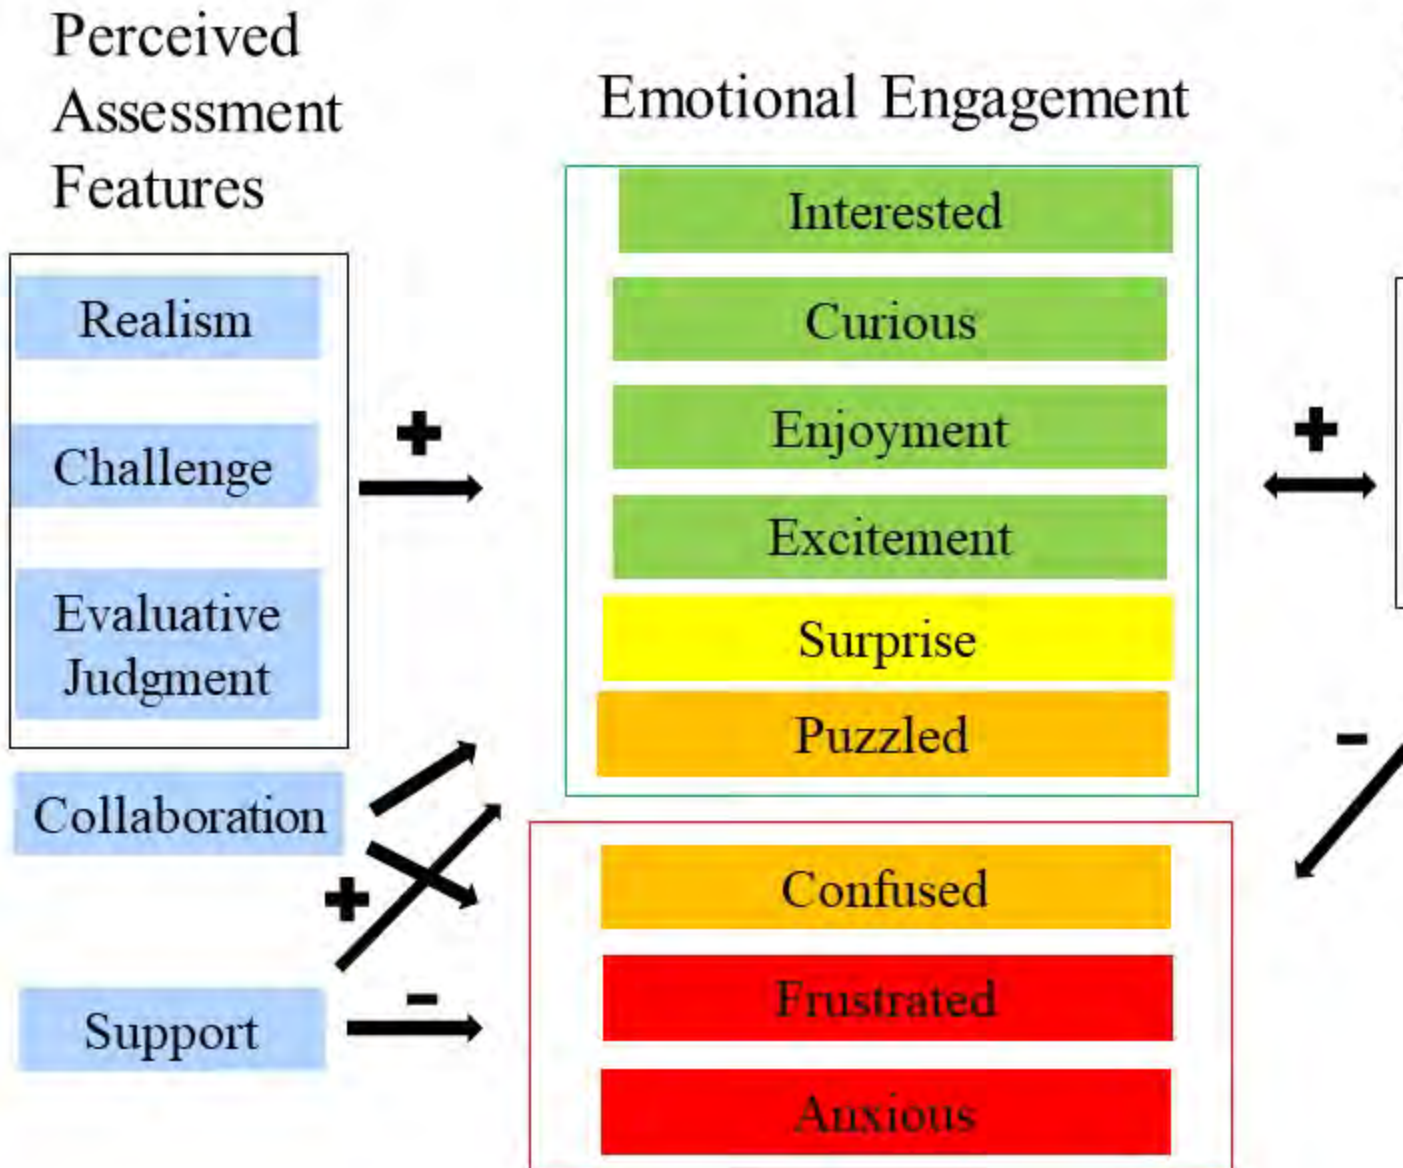 Perceived
Assessment
Features
Realism
Challenge
Evaluative
Judgment
Collaboration
Support
+
+
-
Emotional Engagement
Interested
Curious
Enjoyment
Excitement
Surprise
Puzzled
Confused
Frustrated
Anxious
+
-